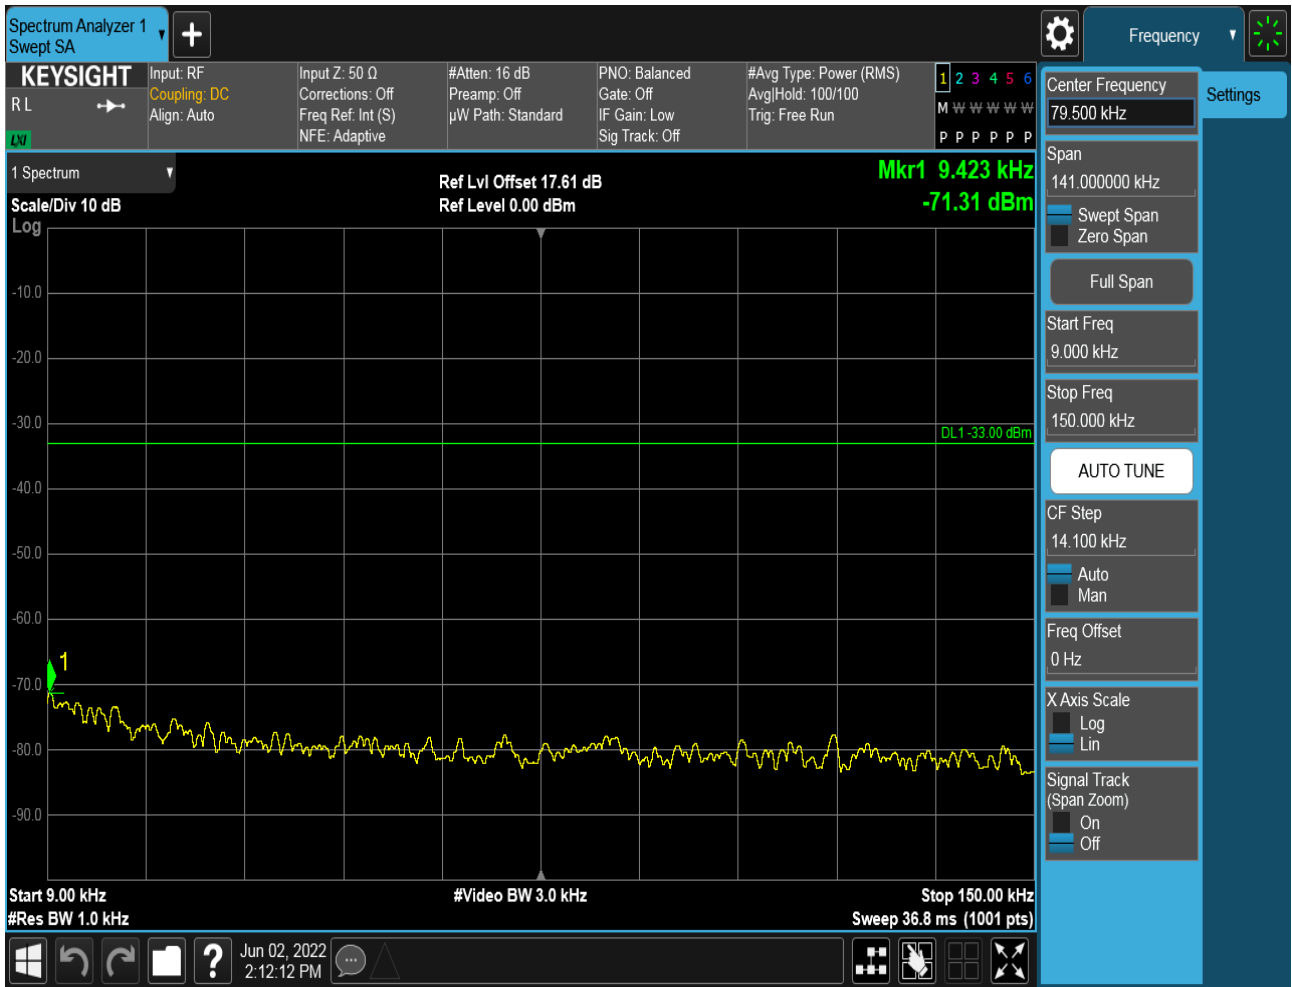 Spectrum Analyzer 1
Swept SA
Frequency
KEYSIGHT
R L
LXI
Input: RF
Coupling: DC
Align: Auto
Input Z: 50 Ω
Corrections: Off
Freq Ref: Int (S)
NFE: Adaptive
#Atten: 16 dB
Preamp: Off
µW Path: Standard
PNO: Balanced
Gate: Off
IF Gain: Low
Sig Track: Off
#Avg Type: Power (RMS)
Avg|Hold: 100/100
Trig: Free Run
1 2 3 4 5 6
M W W W W W
P P P P P P
1 Spectrum
Scale/Div 10 dB
Log
Ref Lvl Offset 17.61 dB
Ref Level 0.00 dBm
Mkr1 9.423 kHz
-71.31 dBm
-10.0
-20.0
-30.0
DL1 -33.00 dBm
-40.0
-50.0
-60.0
1
-70.0
-80.0
-90.0
Start 9.00 kHz
#Video BW 3.0 kHz
Stop 150.00 kHz
#Res BW 1.0 kHz
Sweep 36.8 ms (1001 pts)
Center Frequency
79.500 kHz
Settings
Span
141.000000 kHz
Swept Span
Zero Span
Full Span
Start Freq
9.000 kHz
Stop Freq
150.000 kHz
AUTO TUNE
CF Step
14.100 kHz
Auto
Man
Freq Offset
0 Hz
X Axis Scale
Log
Lin
Signal Track
(Span Zoom)
On
Off
?
Jun 02, 2022
2:12:12 PM